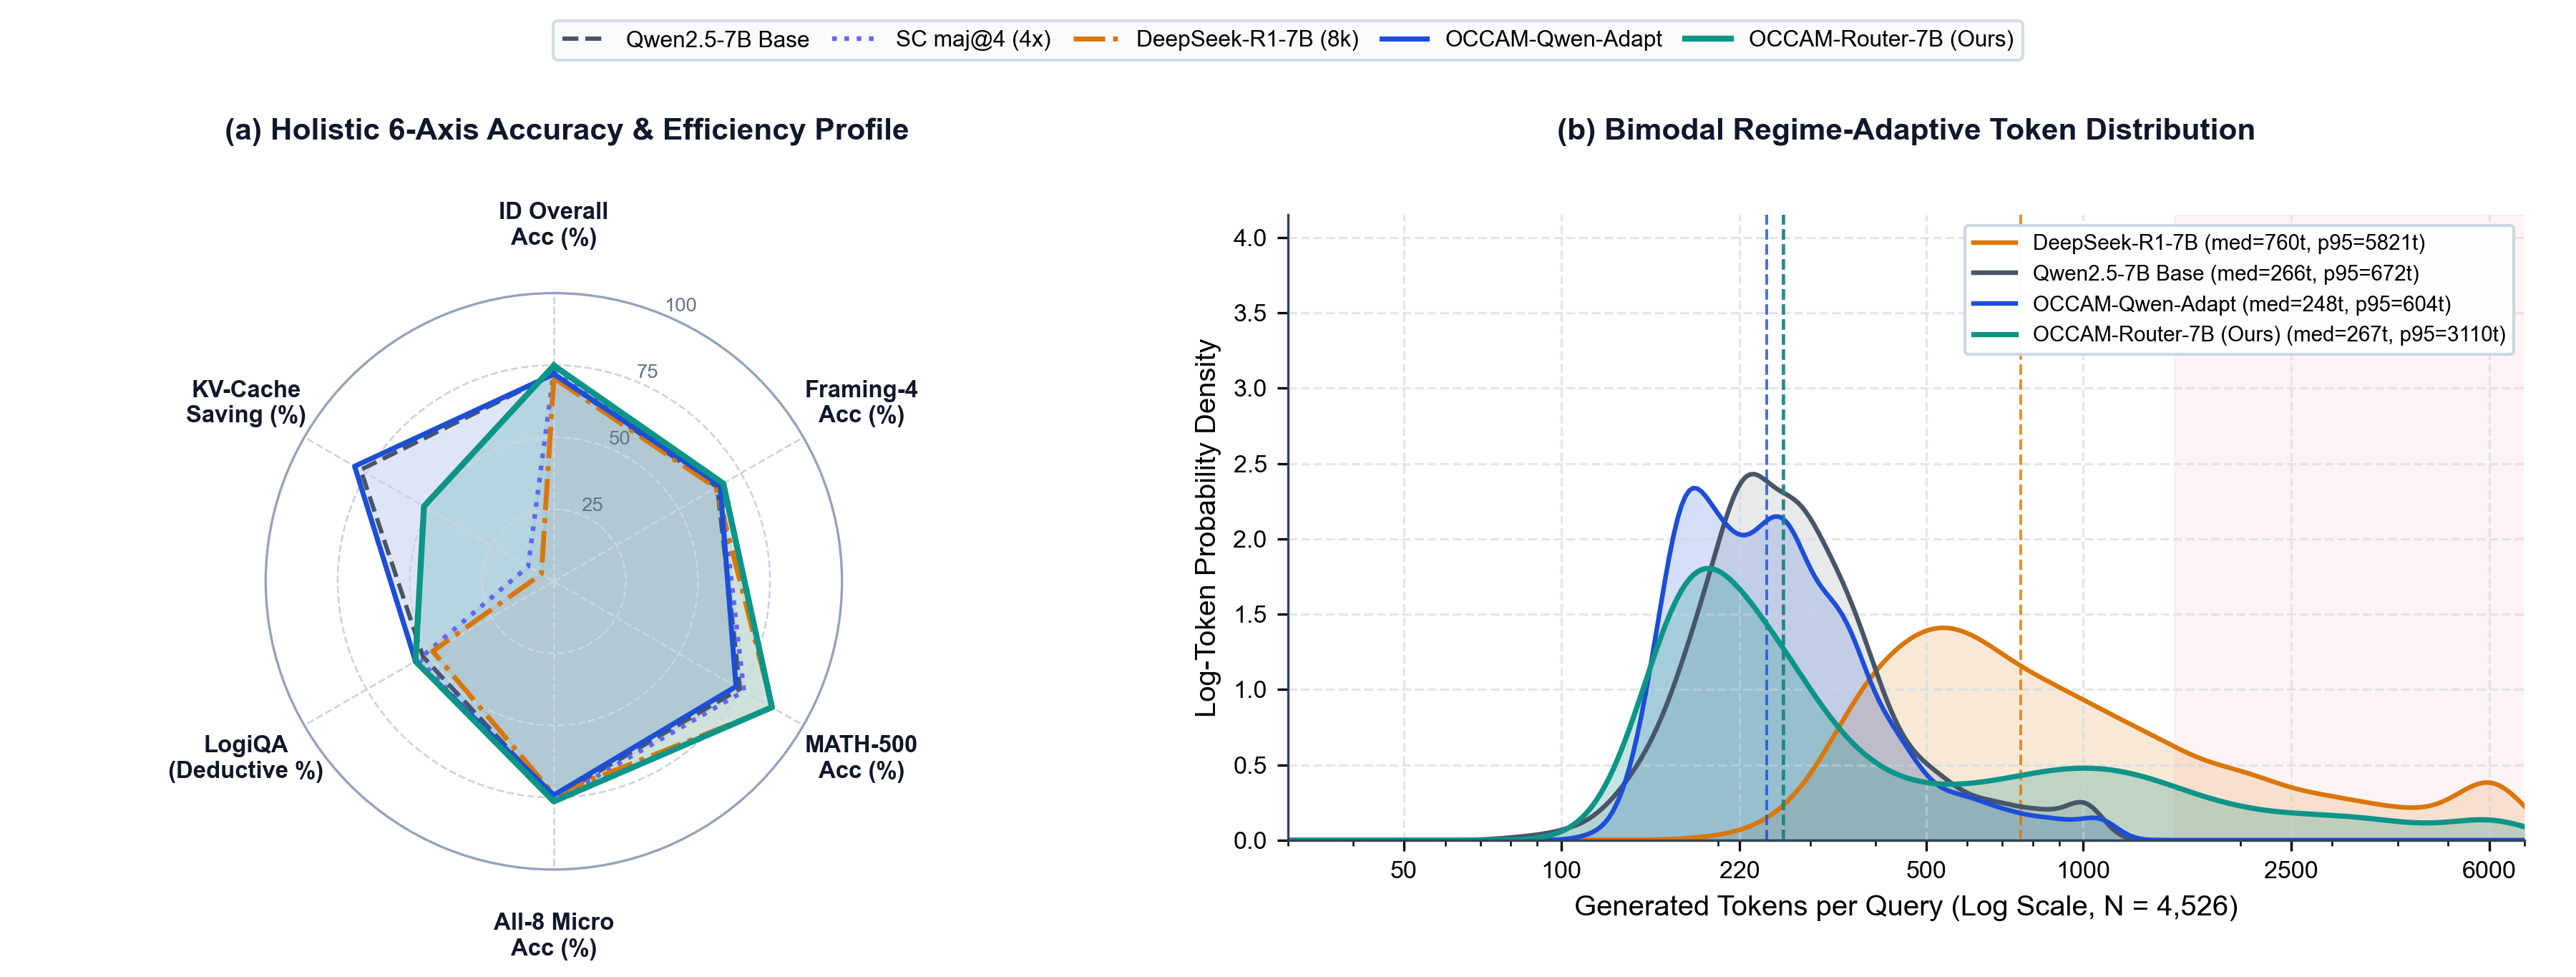 Qwen2.5-7B Base
SC maj@4 (4x)
DeepSeek-R1-7B (8k)
OCCAM-Qwen-Adapt
OCCAM-Router-7B (Ours)
(a) Holistic 6-Axis Accuracy & Efficiency Profile
ID Overall
Acc (%)
Framing-4
Acc (%)
MATH-500
Acc (%)
All-8 Micro
Acc (%)
LogiQA
(Deductive %)
KV-Cache
Saving (%)
100
75
50
25
(b) Bimodal Regime-Adaptive Token Distribution
DeepSeek-R1-7B (med=760t, p95=5821t)
Qwen2.5-7B Base (med=266t, p95=672t)
OCCAM-Qwen-Adapt (med=248t, p95=604t)
OCCAM-Router-7B (Ours) (med=267t, p95=3110t)
Log-Token Probability Density
4.0
3.5
3.0
2.5
2.0
1.5
1.0
0.5
0.0
50
100
220
500
1000
2500
6000
Generated Tokens per Query (Log Scale, N = 4,526)